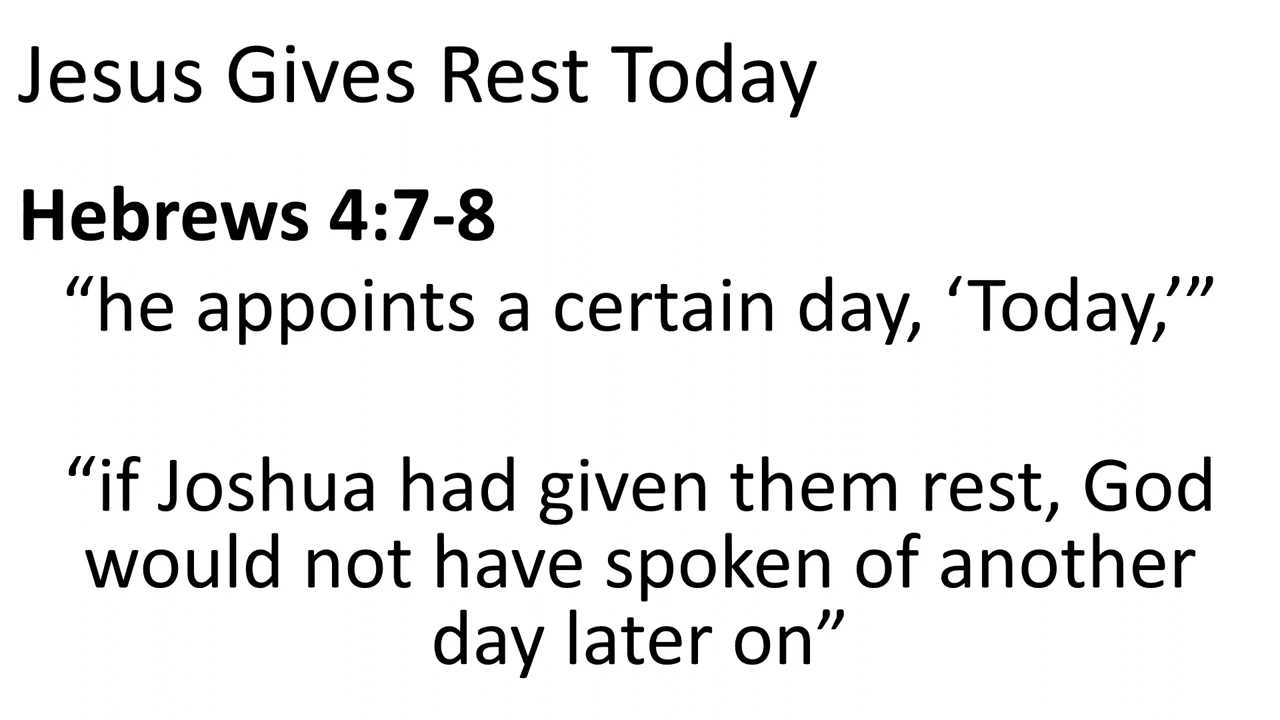 Jesus Gives Rest Today
Hebrews 4:7-8
“he appoints a certain day, ‘Today,’”
“if Joshua had given them rest, God
would not have spoken of another
day later on”